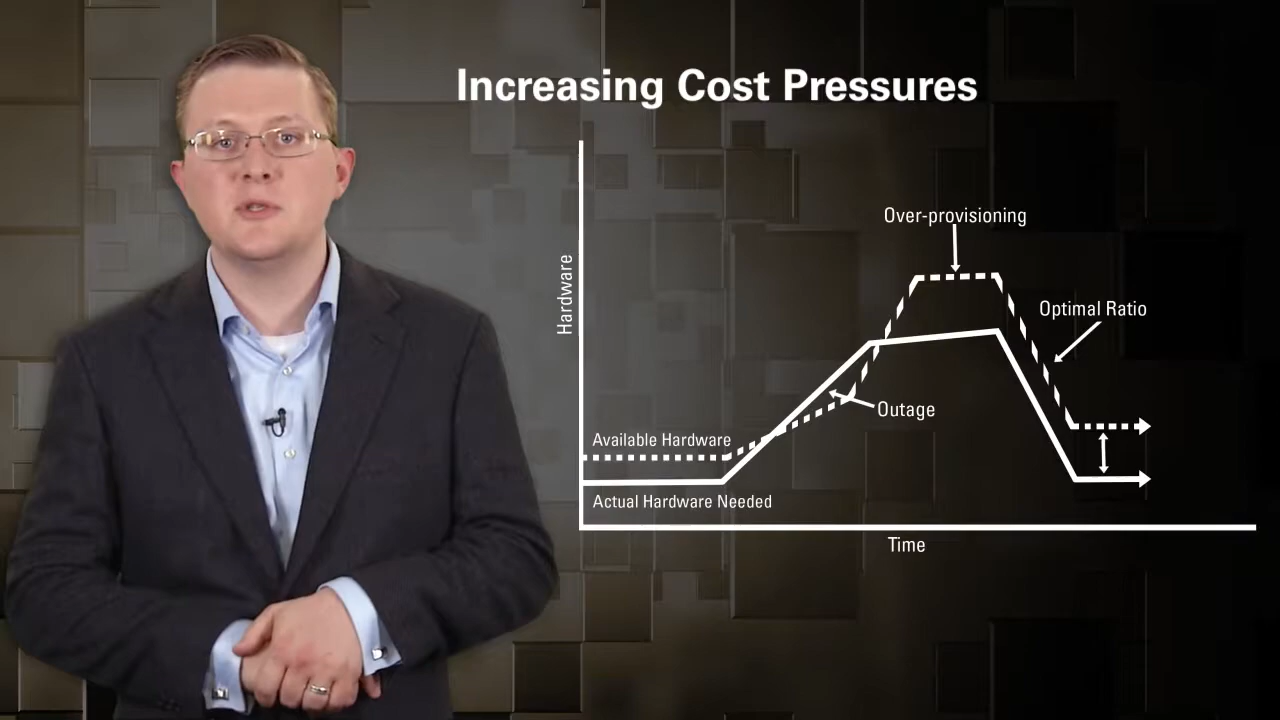 Increasing Cost Pressures
Over-provisioning
Hardware
Optimal Ratio
Outage
Available Hardware
Actual Hardware Needed
Time